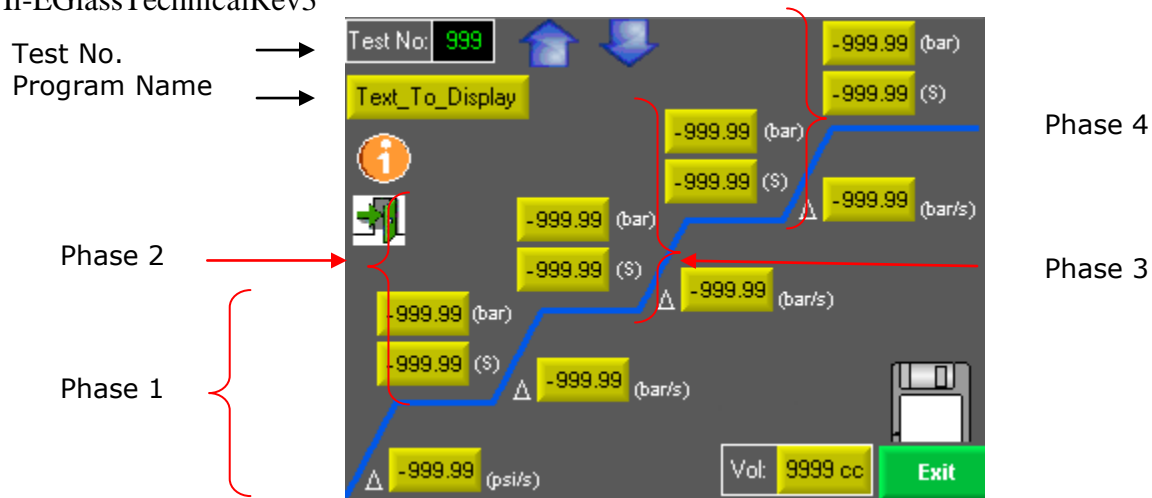 II-EGlassTechnicalRev3
Test No.
Program Name
Test No: 999
Text_To_Display
-999.99 (bar)
-999.99 (S)
Phase 4
-999.99 (bar)
-999.99 (S)
Δ -999.99 (bar/s)
Phase 2
-999.99 (bar)
-999.99 (S)
Phase 3
Δ -999.99 (bar/s)
Phase 1
-999.99 (bar)
-999.99 (S)
Δ -999.99 (bar/s)
Δ -999.99 (psi/s)
Vol: 9999 cc
Exit